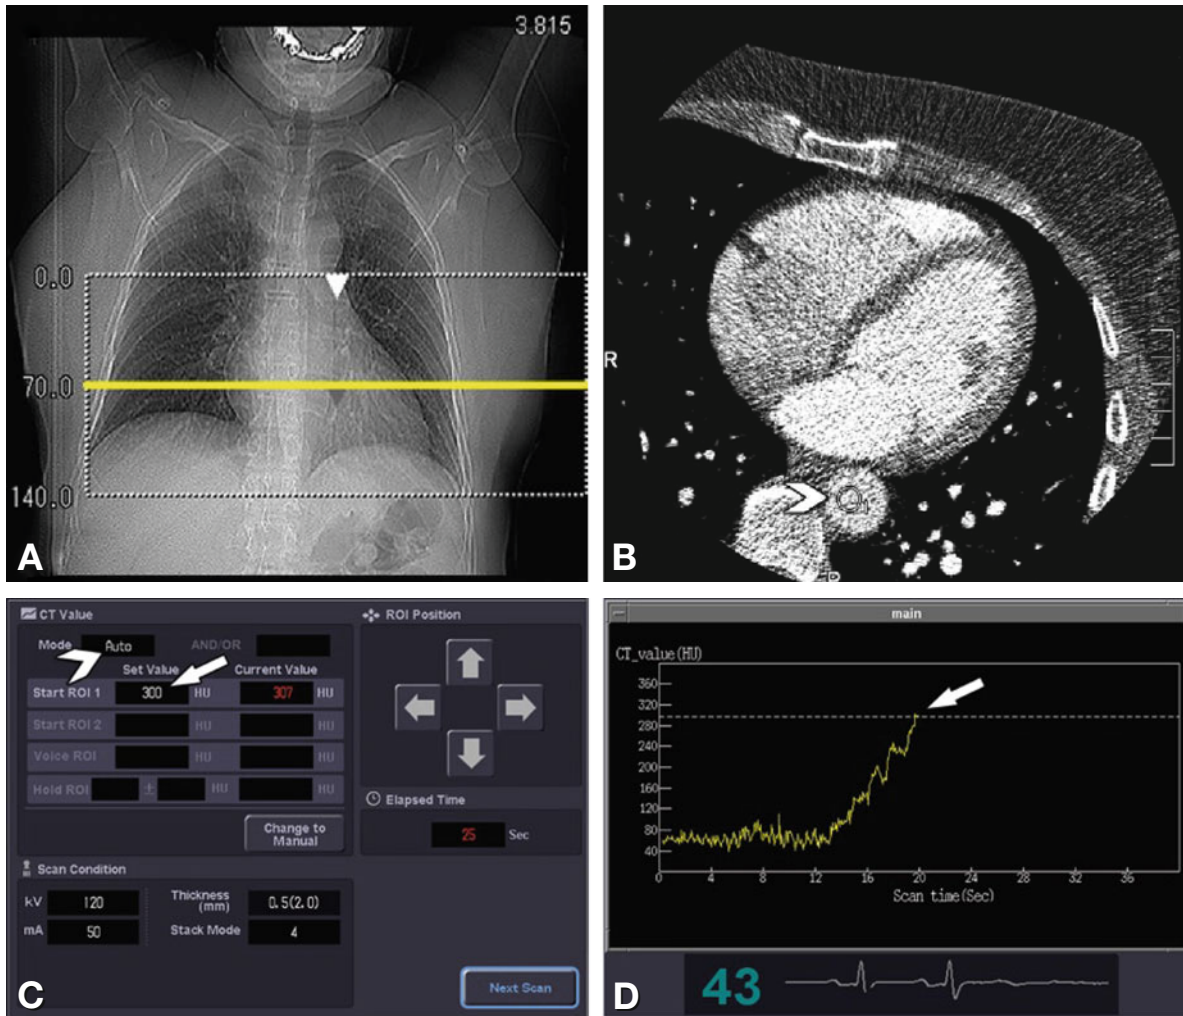 3.815
0.0
70.0
140.0
A
R
1
B
CT Value
Mode Auto AND/OR
Set Value Current Value
Start ROI 1 300 HU 307 HU
Start ROI 2 HU HU
Voice ROI HU HU
Hold ROI ± HU HU
Change to
Manual
Scan Condition
kV 120 Thickness
(mm) 0.5(2.0)
mA 50 Stack Mode 4
ROI Position
Elapsed Time
25 Sec
Next Scan
C
main
CT_value(HU)
360
320
280
240
200
160
120
80
40
0 4 8 12 16 20 24 28 32 36
Scan time(Sec)
43
D